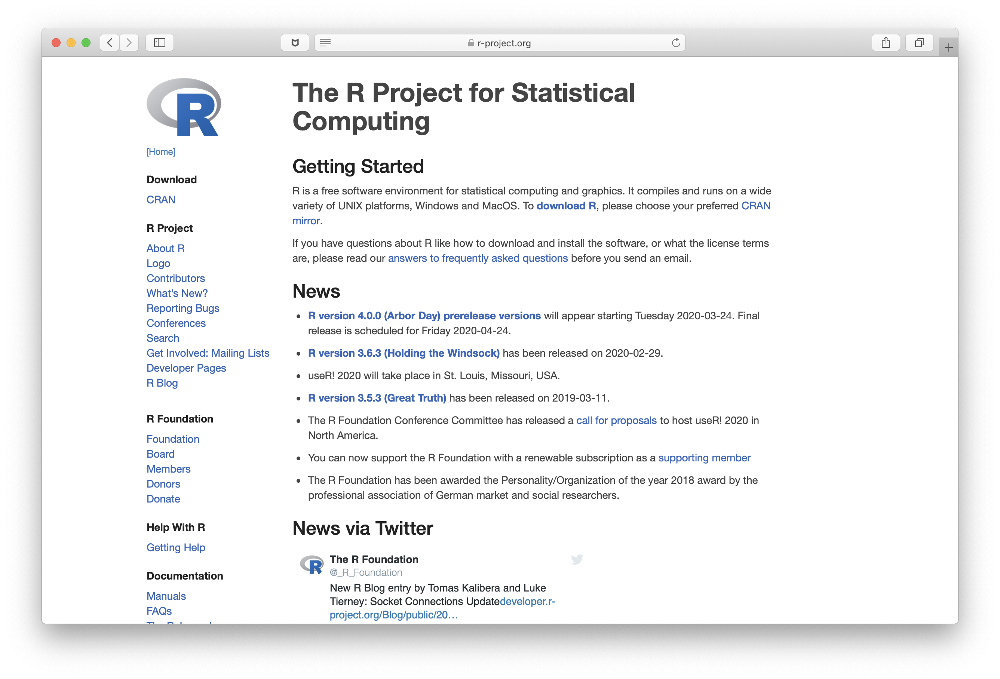 r-project.org
R
[Home]
Download
CRAN
R Project
About R
Logo
Contributors
What’s New?
Reporting Bugs
Conferences
Search
Get Involved: Mailing Lists
Developer Pages
R Blog
R Foundation
Foundation
Board
Members
Donors
Donate
Help With R
Getting Help
Documentation
Manuals
FAQs
The R Project for Statistical
Computing
Getting Started
R is a free software environment for statistical computing and graphics. It compiles and runs on a wide
variety of UNIX platforms, Windows and MacOS. To download R, please choose your preferred CRAN
mirror.
If you have questions about R like how to download and install the software, or what the license terms
are, please read our answers to frequently asked questions before you send an email.
News
• R version 4.0.0 (Arbor Day) prerelease versions will appear starting Tuesday 2020-03-24. Final
release is scheduled for Friday 2020-04-24.
• R version 3.6.3 (Holding the Windsock) has been released on 2020-02-29.
• useR! 2020 will take place in St. Louis, Missouri, USA.
• R version 3.5.3 (Great Truth) has been released on 2019-03-11.
• The R Foundation Conference Committee has released a call for proposals to host useR! 2020 in
North America.
• You can now support the R Foundation with a renewable subscription as a supporting member
• The R Foundation has been awarded the Personality/Organization of the year 2018 award by the
professional association of German market and social researchers.
News via Twitter
R
The R Foundation
@_R_Foundation
New R Blog entry by Tomas Kalibera and Luke
Tierney: Socket Connections Updatedeveloper.r-
project.org/Blog/public/20…